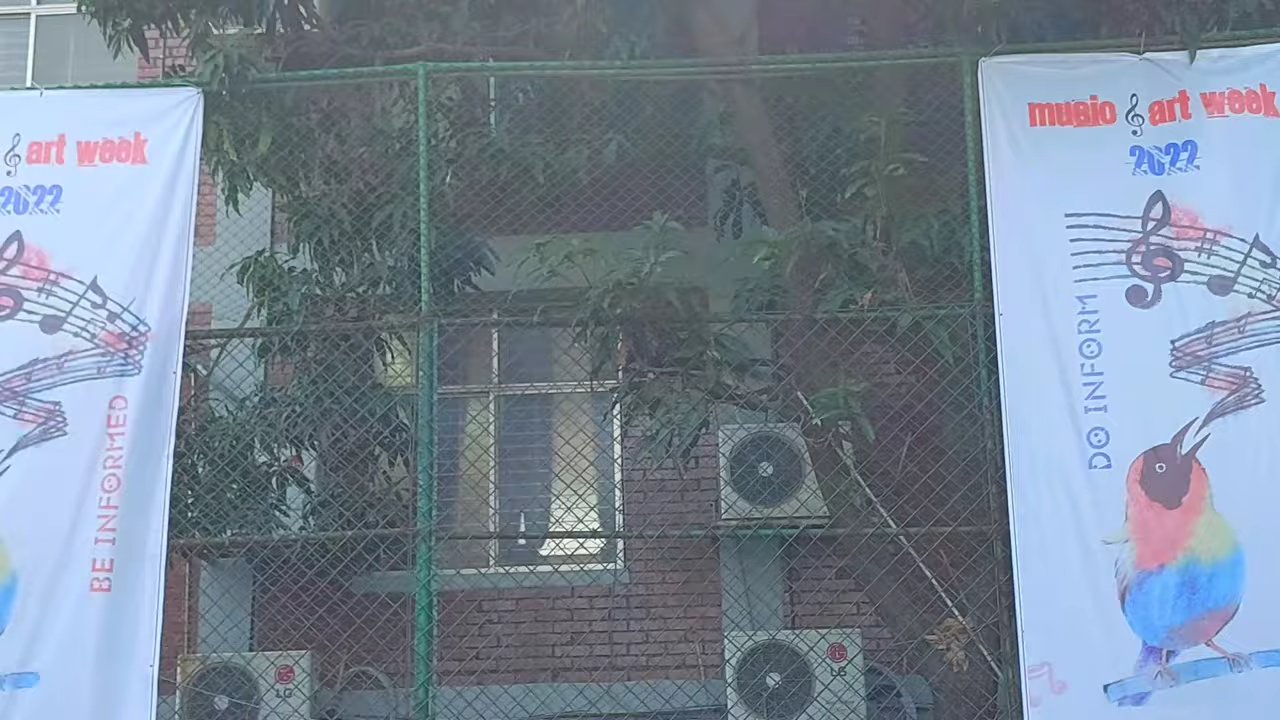 art week
2022
BE INFORMED
music art week
2022
DO INFORM
LG
LG